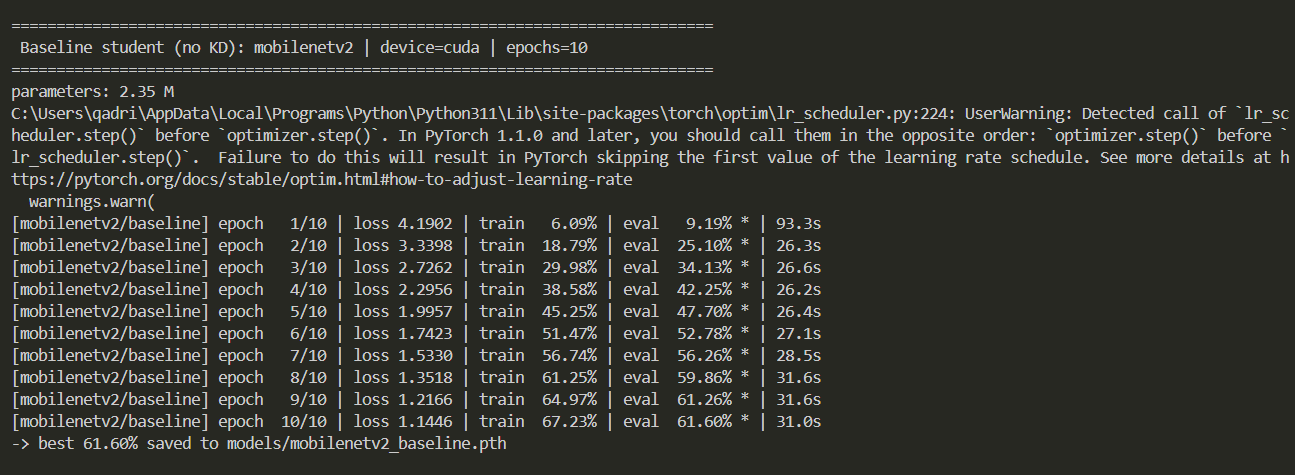 ==============================================================================
 Baseline student (no KD): mobilenetv2 | device=cuda | epochs=10
==============================================================================
parameters: 2.35 M
C:\Users\qadri\AppData\Local\Programs\Python\Python311\Lib\site-packages\torch\optim\lr_scheduler.py:224: UserWarning: Detected call of `lr_sc
heduler.step()` before `optimizer.step()`. In PyTorch 1.1.0 and later, you should call them in the opposite order: `optimizer.step()` before `
lr_scheduler.step()`.  Failure to do this will result in PyTorch skipping the first value of the learning rate schedule. See more details at h
ttps://pytorch.org/docs/stable/optim.html#how-to-adjust-learning-rate
  warnings.warn(
[mobilenetv2/baseline] epoch   1/10 | loss 4.1902 | train   6.09% | eval   9.19% * | 93.3s
[mobilenetv2/baseline] epoch   2/10 | loss 3.3398 | train  18.79% | eval  25.10% * | 26.3s
[mobilenetv2/baseline] epoch   3/10 | loss 2.7262 | train  29.98% | eval  34.13% * | 26.6s
[mobilenetv2/baseline] epoch   4/10 | loss 2.2956 | train  38.58% | eval  42.25% * | 26.2s
[mobilenetv2/baseline] epoch   5/10 | loss 1.9957 | train  45.25% | eval  47.70% * | 26.4s
[mobilenetv2/baseline] epoch   6/10 | loss 1.7423 | train  51.47% | eval  52.78% * | 27.1s
[mobilenetv2/baseline] epoch   7/10 | loss 1.5330 | train  56.74% | eval  56.26% * | 28.5s
[mobilenetv2/baseline] epoch   8/10 | loss 1.3518 | train  61.25% | eval  59.86% * | 31.6s
[mobilenetv2/baseline] epoch   9/10 | loss 1.2166 | train  64.97% | eval  61.26% * | 31.6s
[mobilenetv2/baseline] epoch  10/10 | loss 1.1446 | train  67.23% | eval  61.60% * | 31.0s
-> best 61.60% saved to models/mobilenetv2_baseline.pth